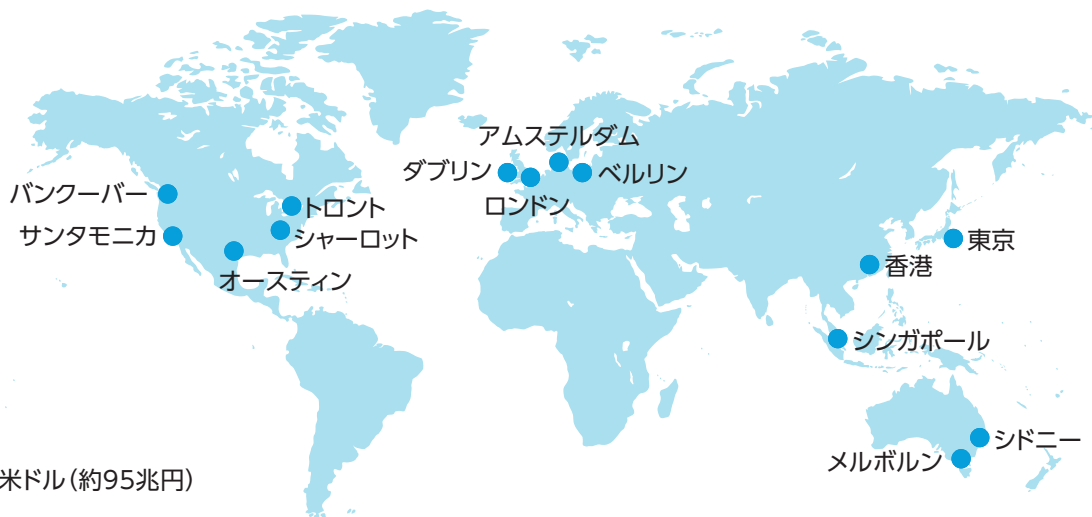 アムステルダム
ダブリン
ベルリン
ロンドン
バンクーバー
トロント
サンタモニカ
シャーロット
オースティン
東京
香港
シンガポール
シドニー
メルボルン
米ドル(約95兆円)